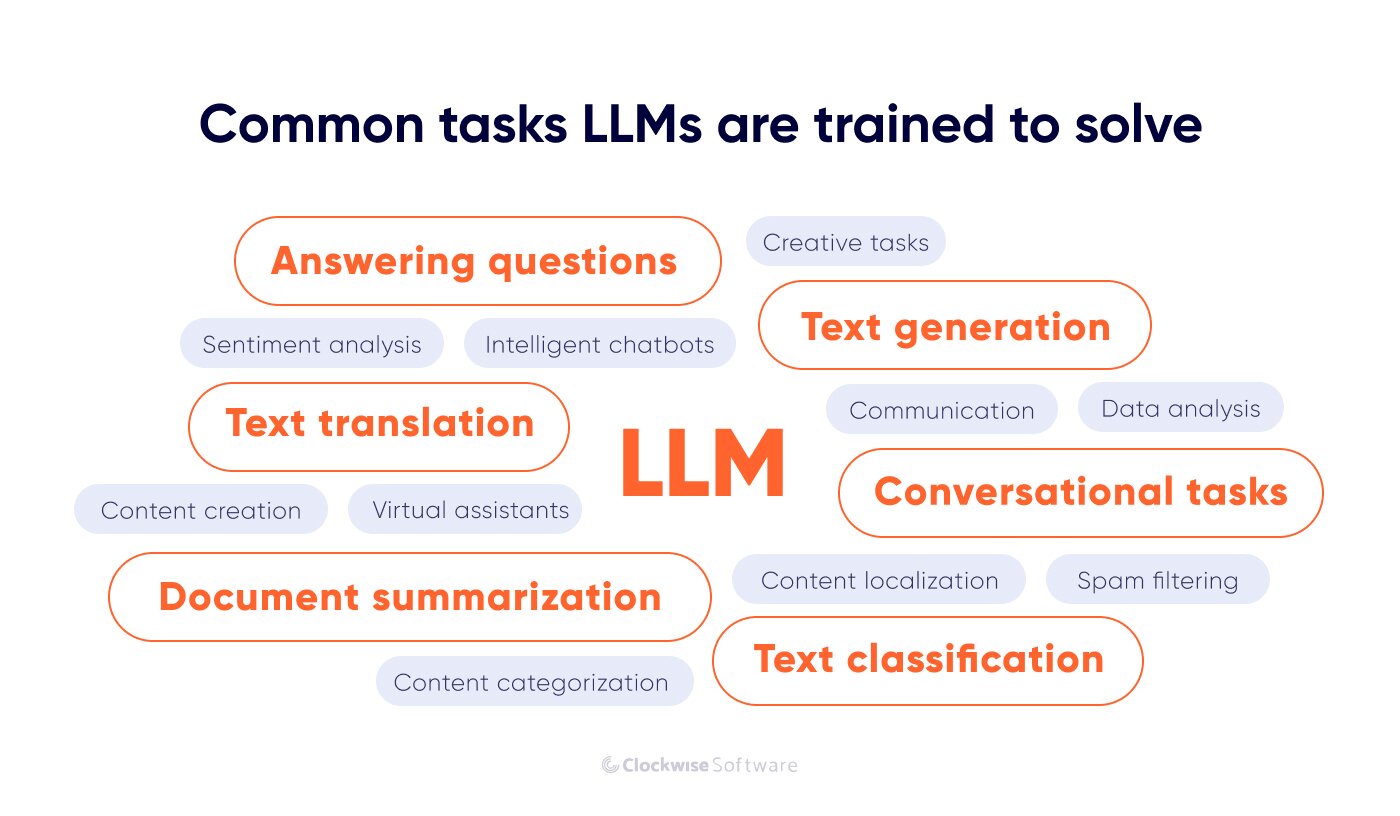 Common tasks LLMs are trained to solve
Answering questions
Creative tasks
Text generation
Sentiment analysis
Intelligent chatbots
Text translation
LLM
Communication
Data analysis
Conversational tasks
Content creation
Virtual assistants
Document summarization
Content localization
Spam filtering
Text classification
Content categorization
Clockwise Software